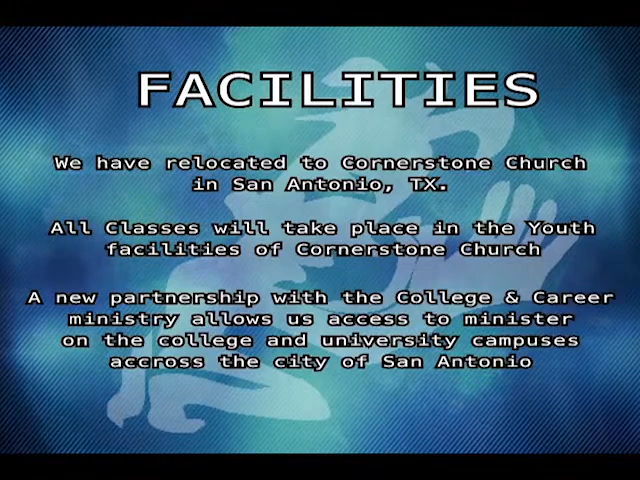 FACILITIES
We have relocated to Cornerstone Church
in San Antonio, TX.
All Classes will take place in the Youth
facilities of Cornerstone Church
A new partnership with the College & Career
ministry allows us access to minister
on the college and university campuses
accross the city of San Antonio